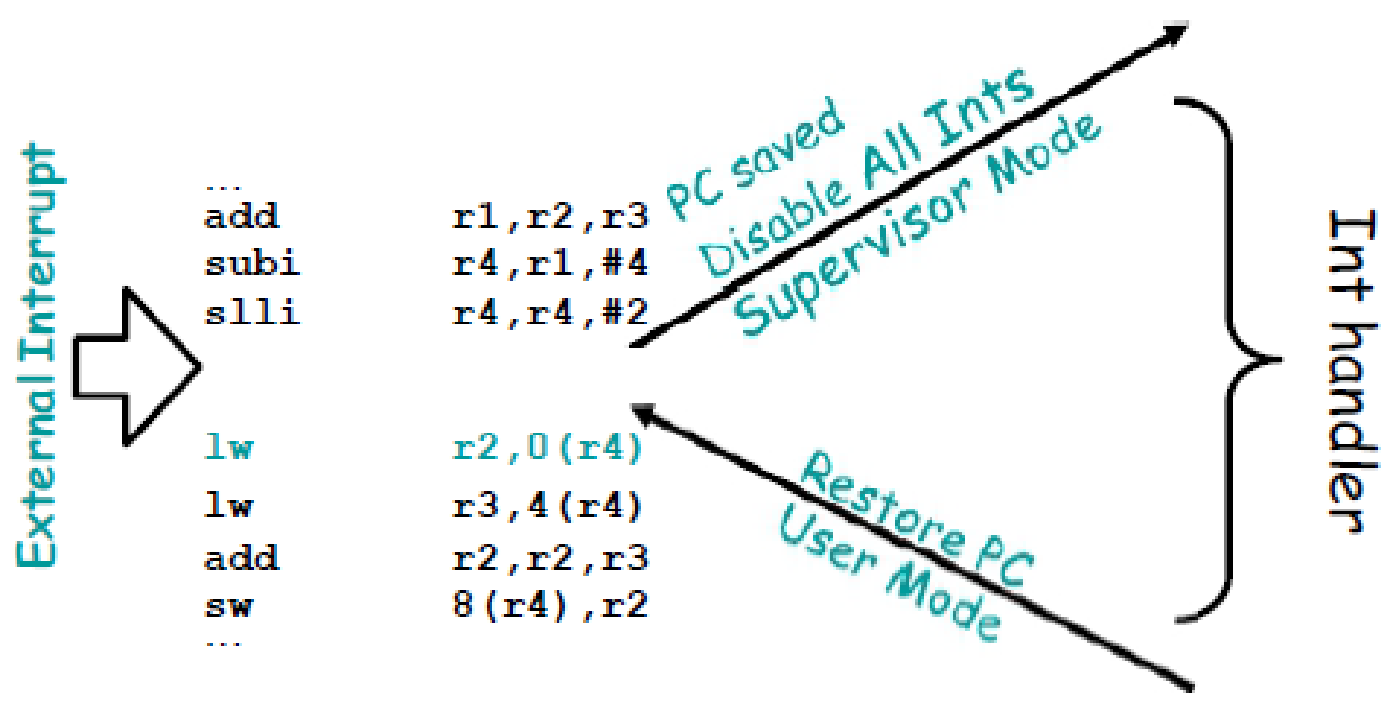 External Interrupt
...
add r1,r2,r3
subi r4,r1,#4
slli r4,r4,#2
lw r2,0(r4)
lw r3,4(r4)
add r2,r2,r3
sw 8(r4),r2
...
PC saved
Disable All Ints
Supervisor Mode
Restore PC
User Mode
Int handler